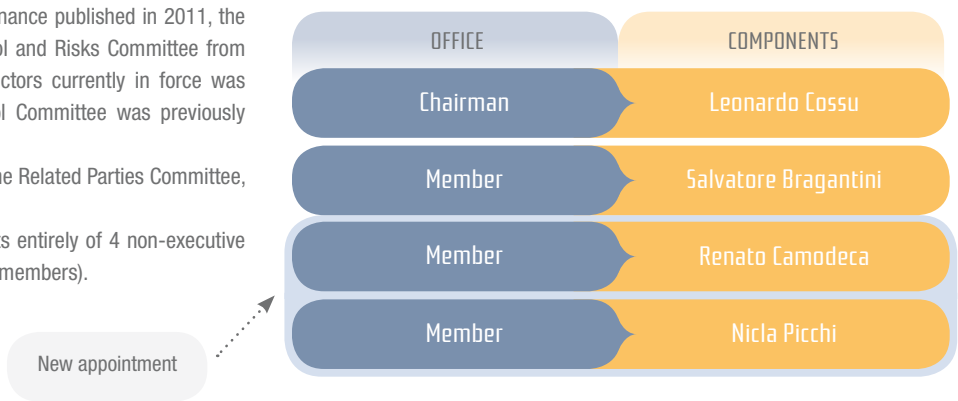 nance published in 2011, the
ol and Risks Committee from
ctors currently in force was
ol Committee was previously
ne Related Parties Committee,
ts entirely of 4 non-executive
members).
New appointment
OFFICE COMPONENTS
Chairman Leonardo Cossu
Member Salvatore Bragantini
Member Renato Camodeca
Member Nicla Picchi